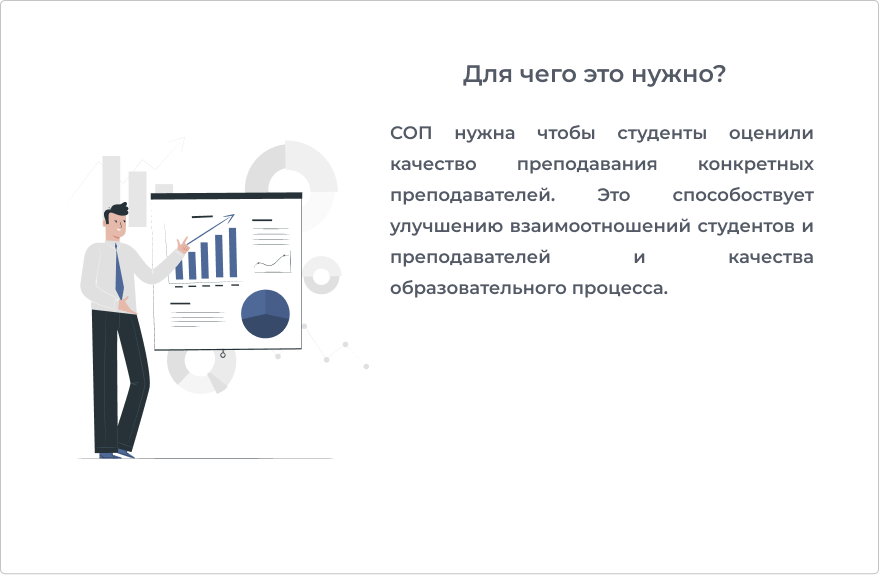 Для чего это нужно?
СОП нужна чтобы студенты оценили
качество преподавания конкретных
преподавателей. Это способоствует
улучшению взаимоотношений студентов и
преподавателей и качества
образовательного процесса.